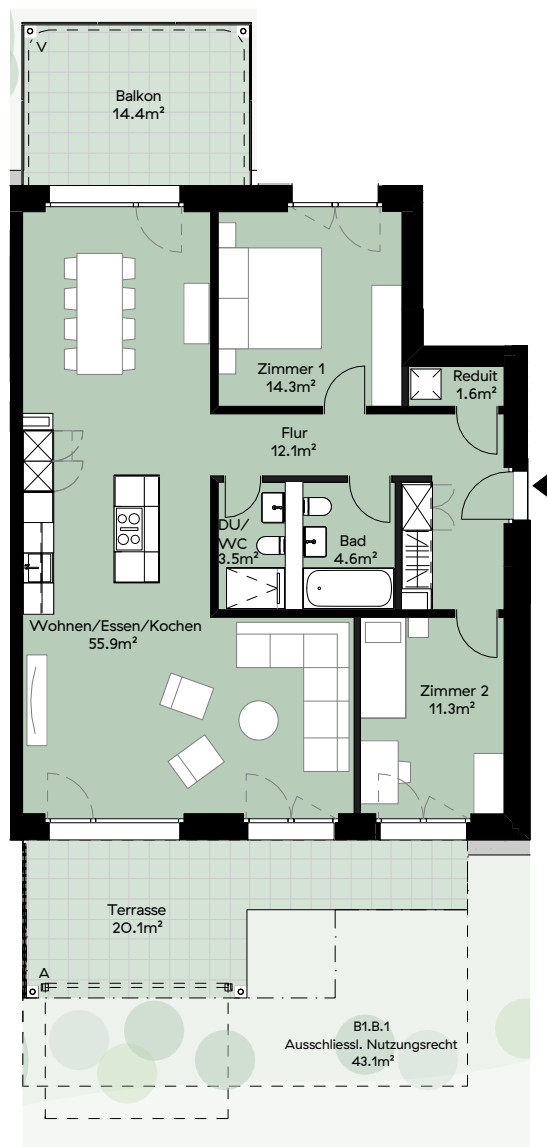 V
Balkon
14.4m²
Zimmer 1
14.3m²
Reduit
1.6m²
Flur
12.1m²
DU/
WC
3.5m²
Bad
4.6m²
Wohnen/Essen/Kochen
55.9m²
Zimmer 2
11.3m²
Terrasse
20.1m²
A
B1.B.1
Ausschliessl. Nutzungsrecht
43.1m²